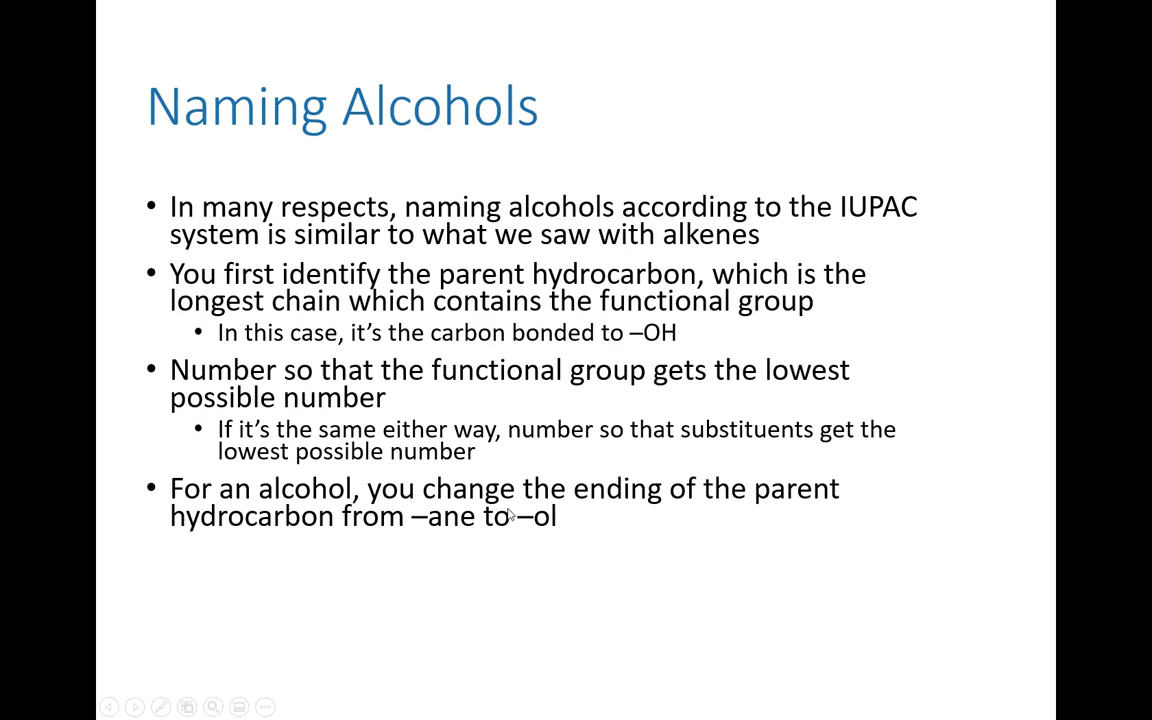 Naming Alcohols
• In many respects, naming alcohols according to the IUPAC
system is similar to what we saw with alkenes
• You first identify the parent hydrocarbon, which is the
longest chain which contains the functional group
• In this case, it’s the carbon bonded to –OH
• Number so that the functional group gets the lowest
possible number
• If it’s the same either way, number so that substituents get the
lowest possible number
• For an alcohol, you change the ending of the parent
hydrocarbon from –ane to –ol